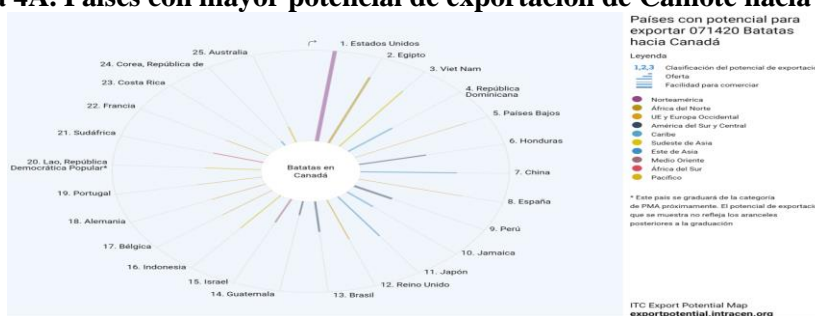 4A. Países con mayor potencial de exportación de Camote hacia
Países con potencial para
exportar 071420 Batatas
hacia Canadá
Leyenda
1,2,3 Clasificación del potencial de exportació
Oferta
Facilidad para comerciar
Norteamérica
África del Norte
UE y Europa Occidental
América del Sur y Central
Caribe
Sudeste de Asia
Este de Asia
Medio Oriente
África del Sur
Pacífico
* Este país se graduará de la categoría
de PMA próximamente. El potencial de exportació
que se muestra no refleja los aranceles
posteriores a la graduación
ITC Export Potential Map
exportpotential.intracen.org
1. Estados Unidos
2. Egipto
3. Viet Nam
4. República
Dominicana
5. Países Bajos
6. Honduras
7. China
8. España
9. Perú
10. Jamaica
11. Japón
12. Reino Unido
13. Brasil
14. Guatemala
15. Israel
16. Indonesia
17. Bélgica
18. Alemania
19. Portugal
20. Lao, República
Democrática Popular*
21. Sudáfrica
22. Francia
23. Costa Rica
24. Corea, República de
25. Australia
Batatas en
Canadá